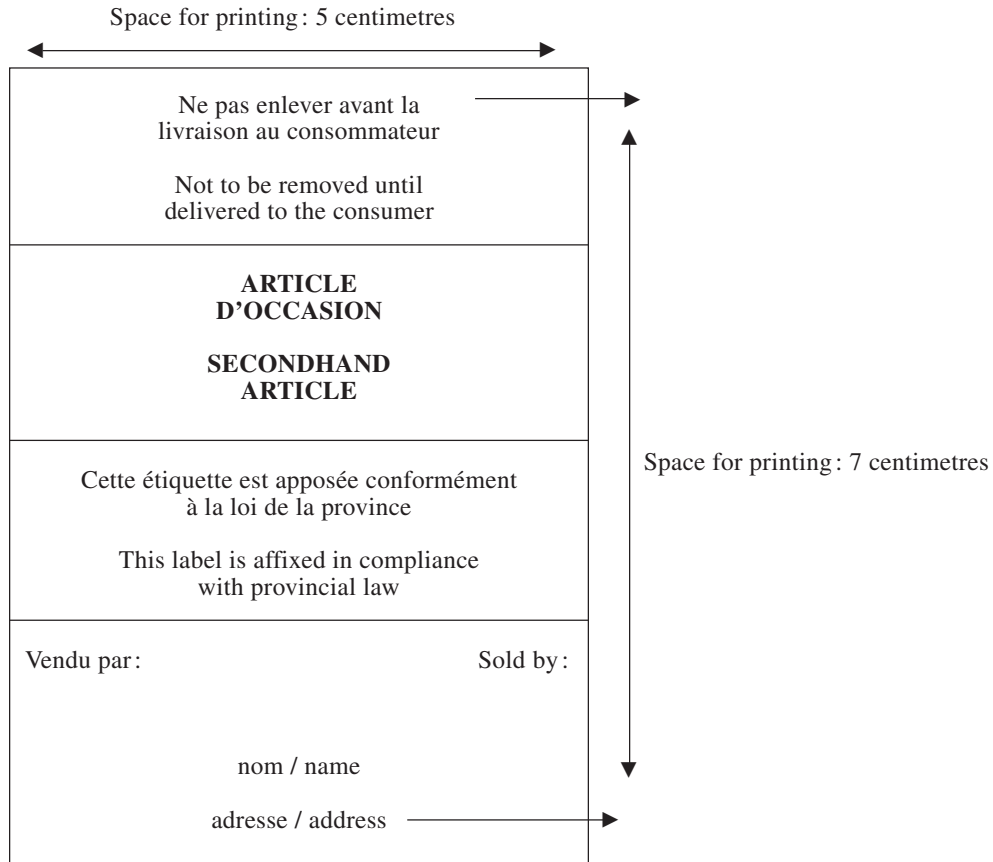 Space for printing: 5 centimetres
Ne pas enlever avant la
livraison au consommateur
Not to be removed until
delivered to the consumer
ARTICLE
D’OCCASION
SECONDHAND
ARTICLE
Space for printing: 7 centimetres
Cette étiquette est apposée conformément
à la loi de la province
This label is affixed in compliance
with provincial law
Vendu par: Sold by:
nom / name
adresse / address